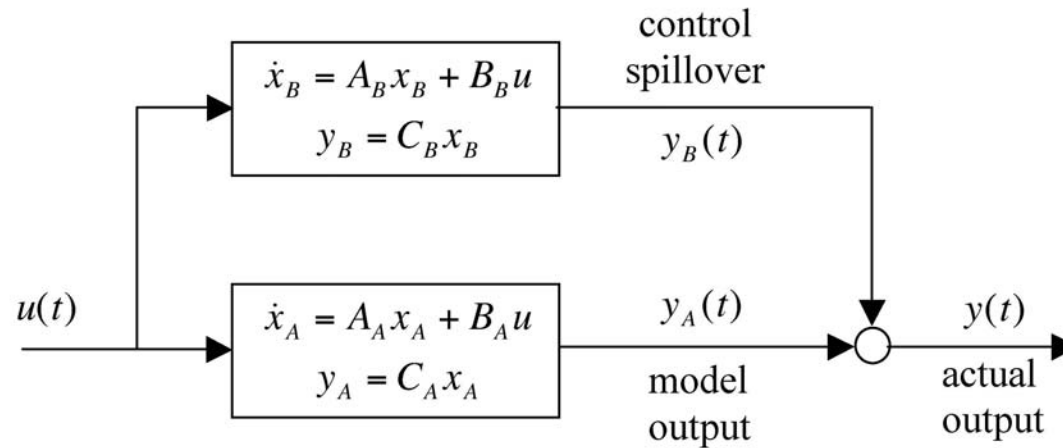 control
spillover
ẋ_B = A_B x_B + B_B u
y_B = C_B x_B
y_B(t)
u(t)
ẋ_A = A_A x_A + B_A u
y_A = C_A x_A
y_A(t)
model
output
y(t)
actual
output